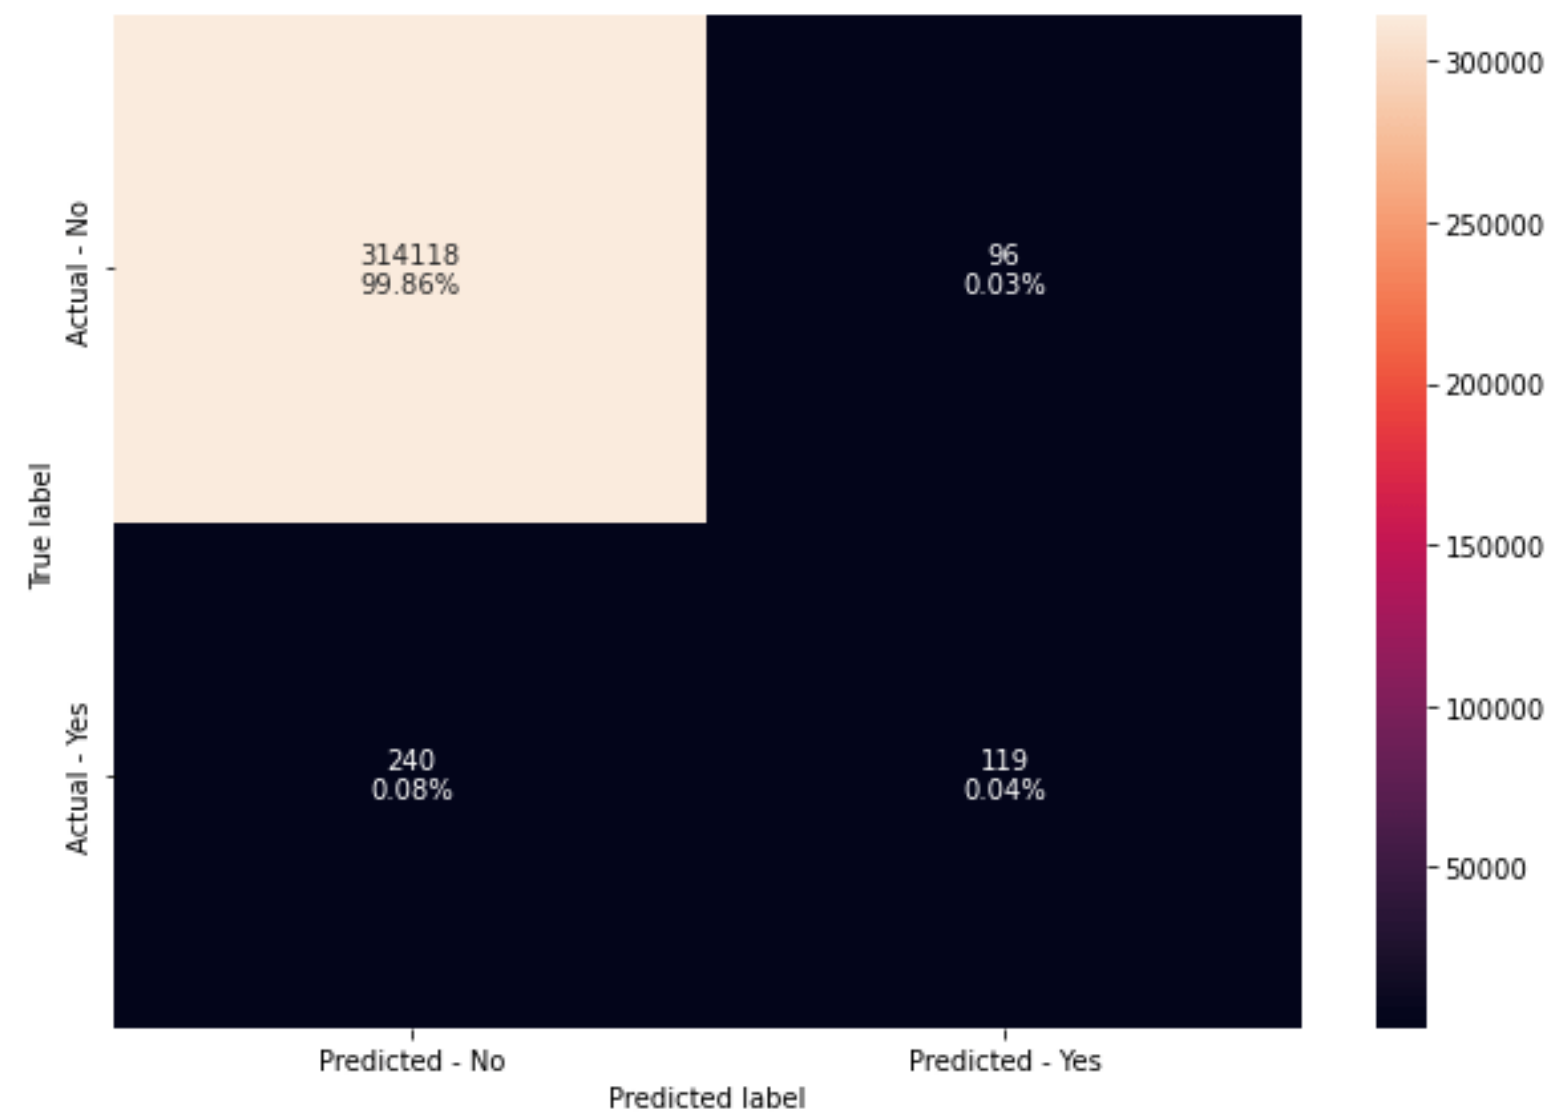 Actual - No
314118
99.86%
96
0.03%
True label
Actual - Yes
240
0.08%
119
0.04%
Predicted - No
Predicted - Yes
Predicted label
300000
250000
200000
150000
100000
50000